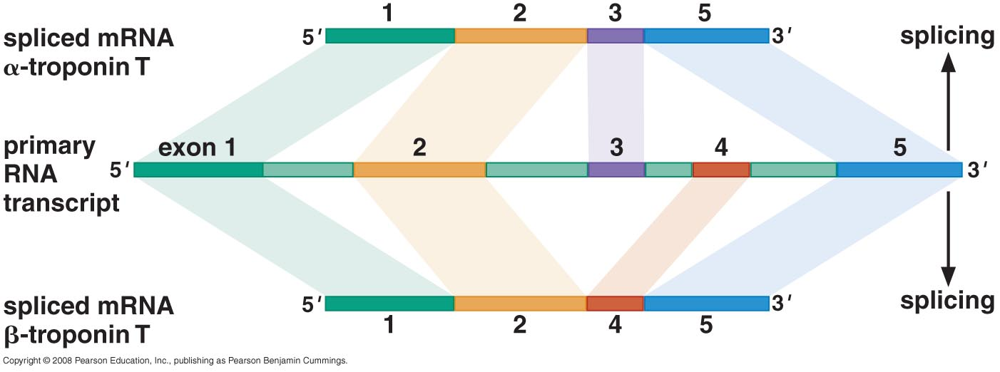 1 2 3 5
spliced mRNA 5′ 3′ splicing
α-troponin T
primary exon 1 2 3 4 5
RNA 5′ 3′
transcript
spliced mRNA 5′ 3′ splicing
β-troponin T 1 2 4 5
Copyright © 2008 Pearson Education, Inc., publishing as Pearson Benjamin Cummings.